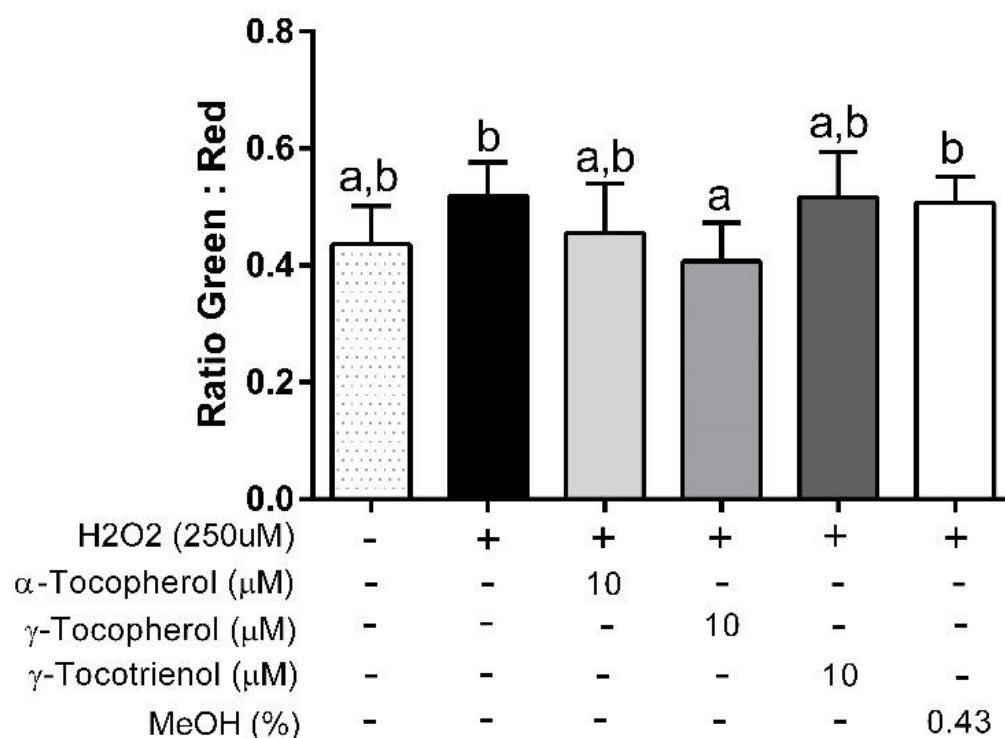 Ratio Green : Red
0.8
0.6
0.4
0.2
0.0
a,b
b
a,b
a
a,b
b
H2O2 (250uM) - + + + + +
α-Tocopherol (μM) - - 10 - - -
γ-Tocopherol (μM) - - - 10 - -
γ-Tocotrienol (μM) - - - - 10 -
MeOH (%) - - - - - 0.43